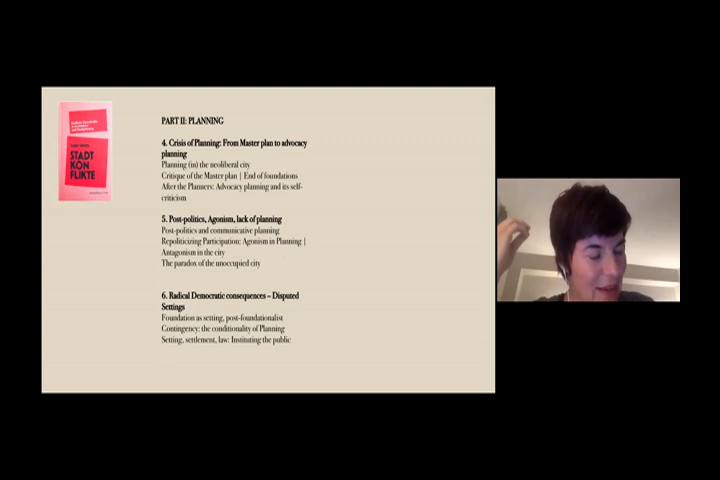 STADT
KON
FLIKTE
PART II: PLANNING
4. Crisis of Planning: From Master plan to advocacy
planning
Planning (in) the neoliberal city
Critique of the Master plan | End of foundations
After the Planners: Advocacy planning and its self-
criticism
5. Post-politics, Agonism, lack of planning
Post-politics and communicative planning
Repoliticizing Participation: Agonism in Planning |
Antagonism in the city
The paradox of the unoccupied city
6. Radical Democratic consequences – Disputed
Settings
Foundation as setting, post-foundationalist
Contingency: the conditionality of Planning
Setting, settlement, law: Instituting the public